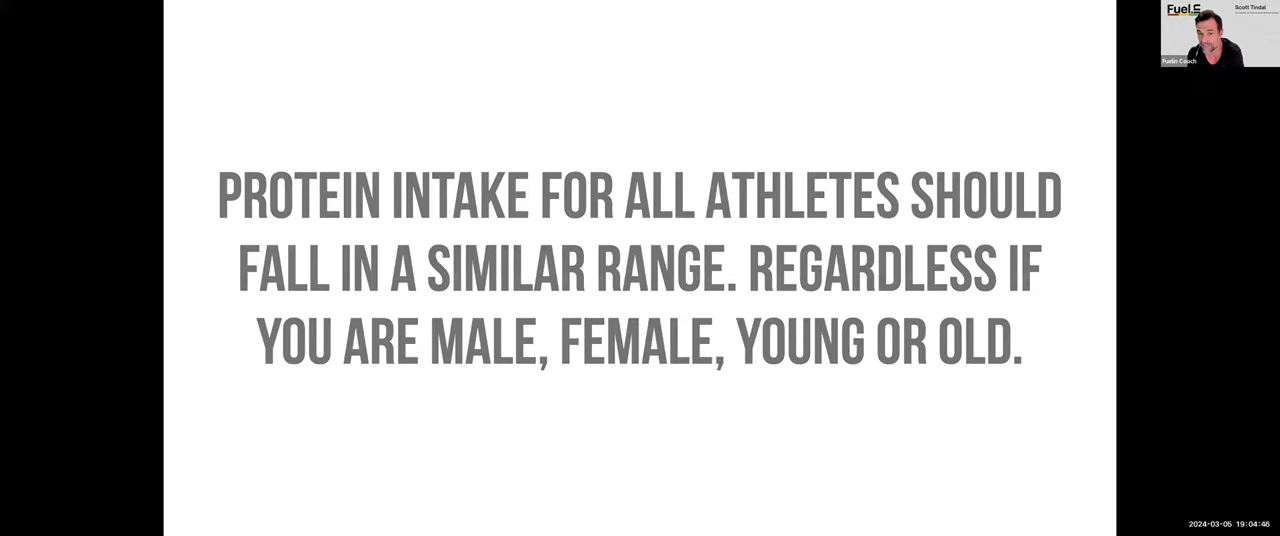 Fuel.in
Scott Tindal
Fuelin Coach
PROTEIN INTAKE FOR ALL ATHLETES SHOULD
FALL IN A SIMILAR RANGE. REGARDLESS IF
YOU ARE MALE, FEMALE, YOUNG OR OLD.
2024-03-05 19:04:46